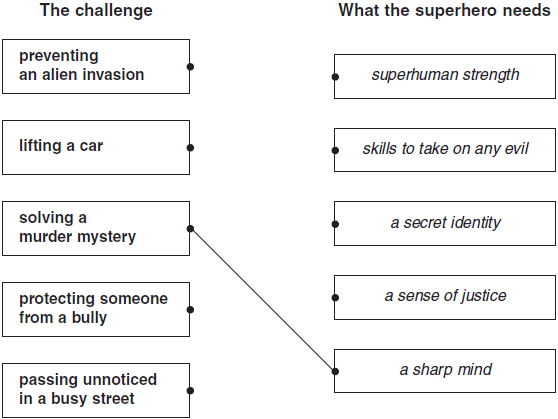 The challenge
What the superhero needs
preventing
an alien invasion
lifting a car
solving a
murder mystery
protecting someone
from a bully
passing unnoticed
in a busy street
superhuman strength
skills to take on any evil
a secret identity
a sense of justice
a sharp mind